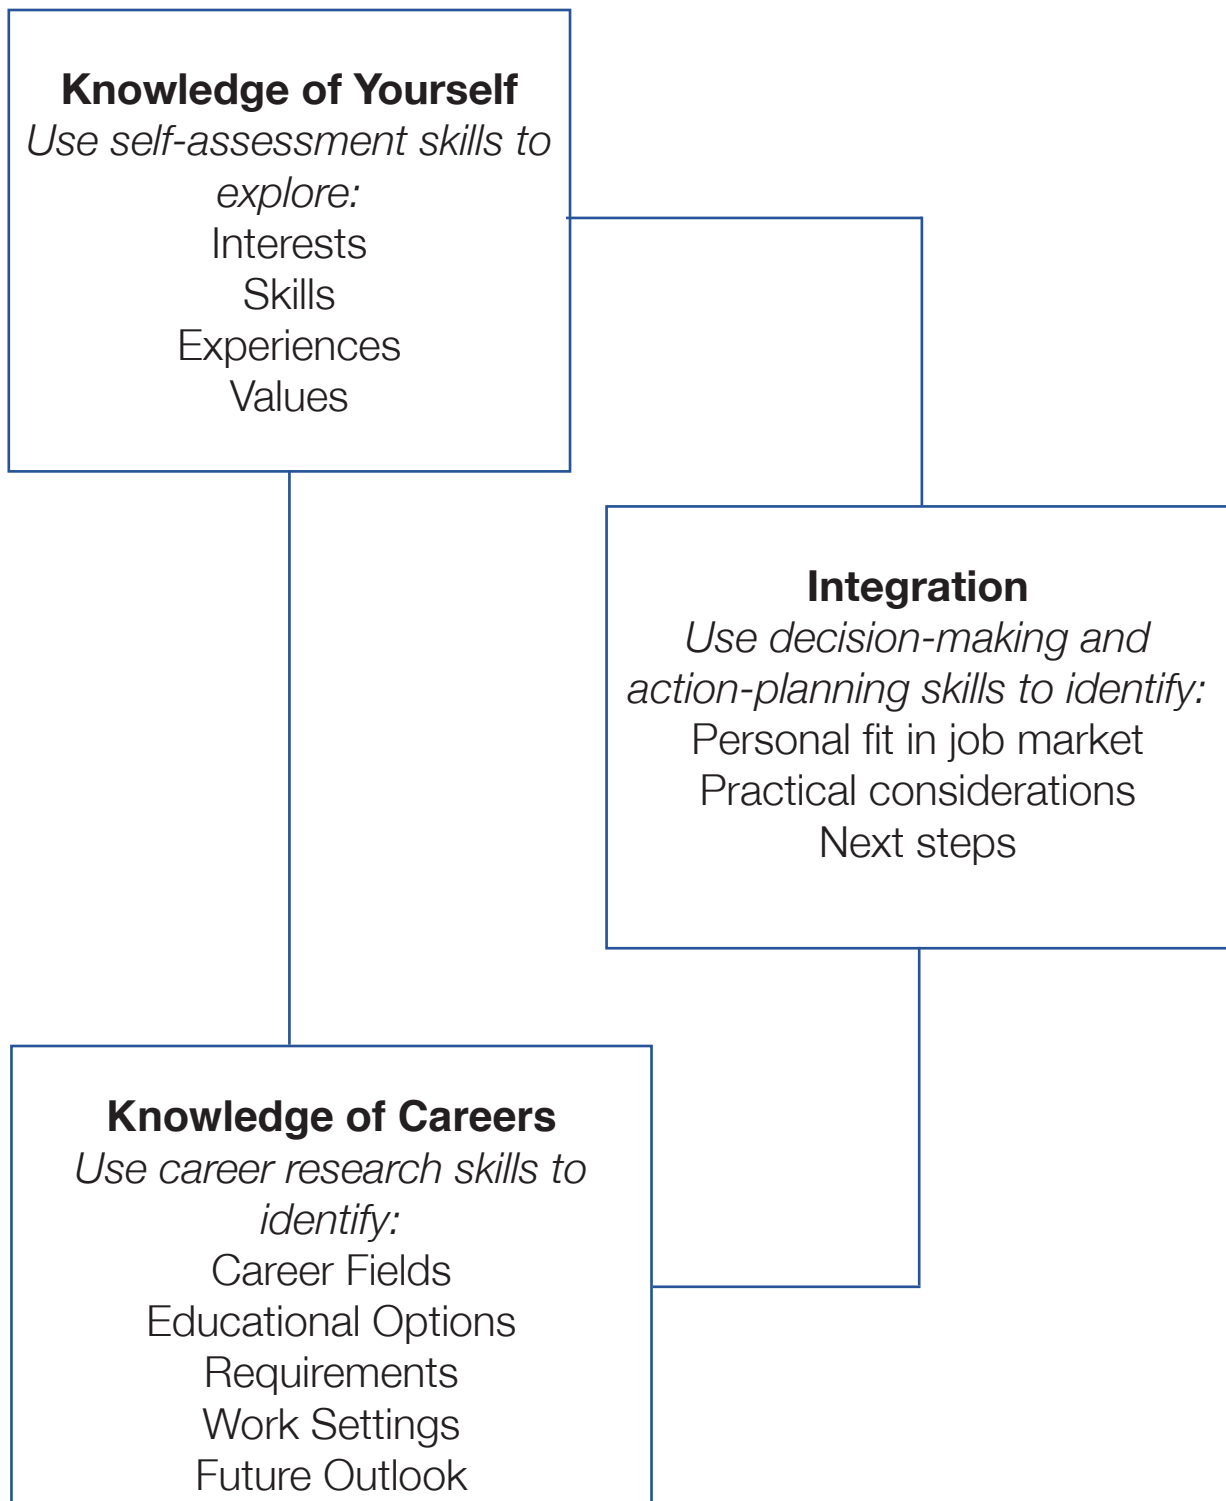 Knowledge of Yourself
Use self-assessment skills to
explore:
Interests
Skills
Experiences
Values
Integration
Use decision-making and
action-planning skills to identify:
Personal fit in job market
Practical considerations
Next steps
Knowledge of Careers
Use career research skills to
identify:
Career Fields
Educational Options
Requirements
Work Settings
Future Outlook